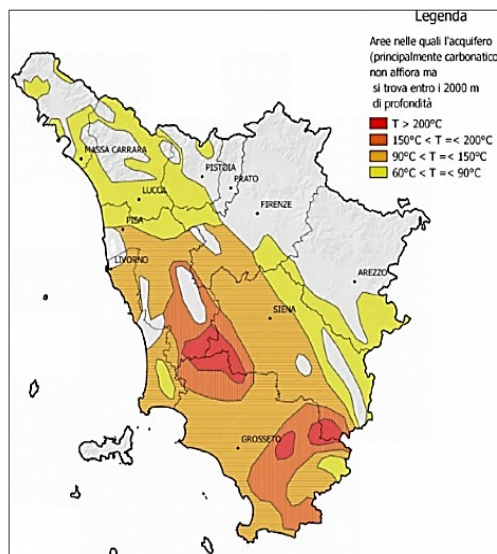 Legenda
Aree nelle quali l'acquifero
(principalmente carbonatico
non affiora ma
si trova entro i 2000 m
di profondità
T > 200°C
150°C < T =< 200°C
90°C < T =< 150°C
60°C < T =< 90°C
MASSA CARRARA
PISTOIA
PRATO
LUCCA
FIRENZE
PISA
LIVORNO
AREZZO
SIENA
GROSSETO